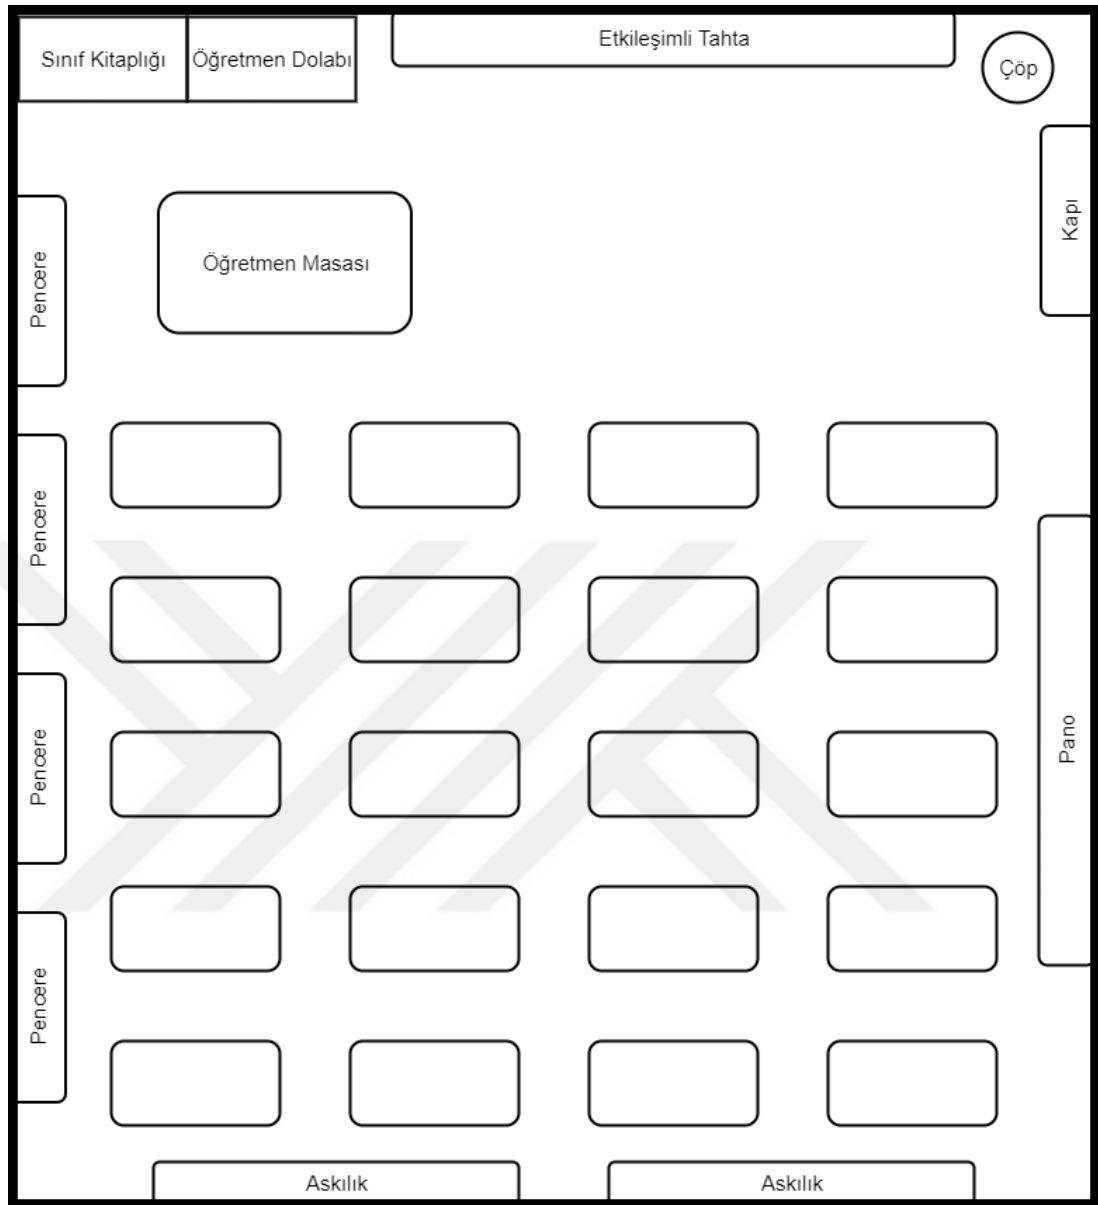 Sınıf Kitaplığı
Öğretmen Dolabı
Etkileşimli Tahta
Çöp
Kapı
Öğretmen Masası
Pencere
Pencere
Pencere
Pencere
Pano
Askılık
Askılık